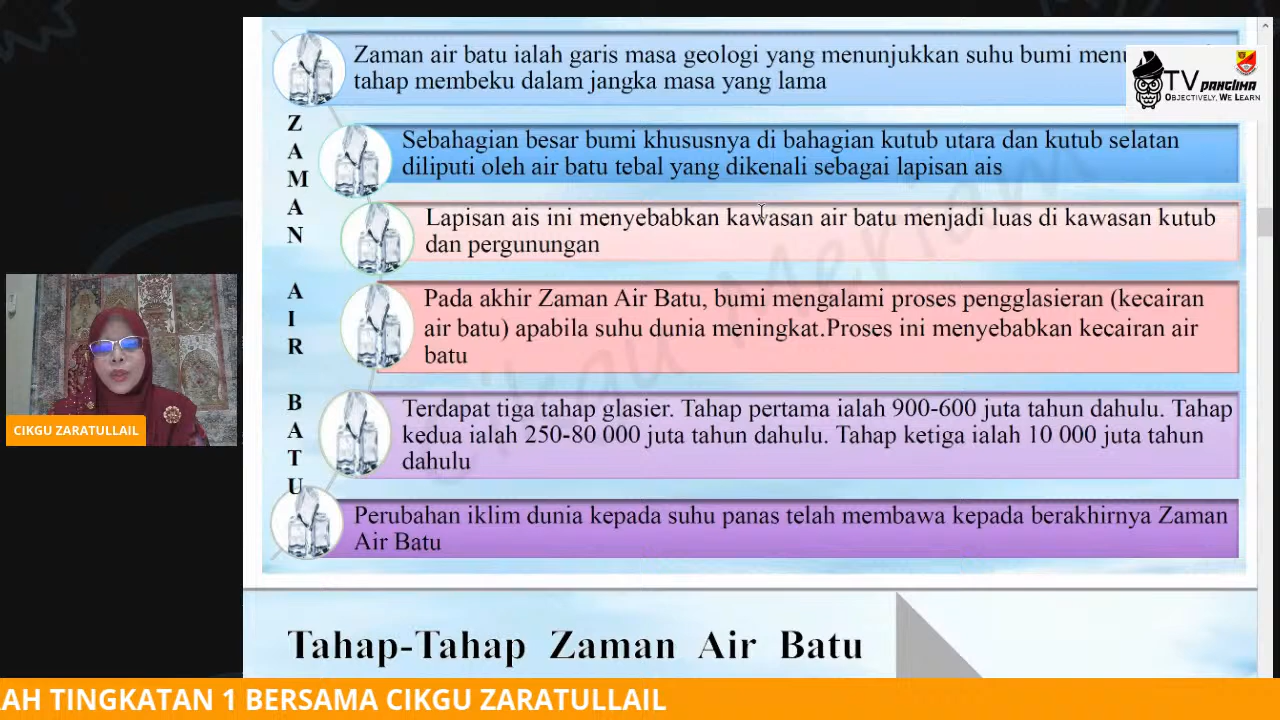 Zaman air batu ialah garis masa geologi yang menunjukkan suhu bumi
tahap membeku dalam jangka masa yang lama
TV PANGLIMA
OBJECTIVELY, WE LEARN
ZAMAN AIR BATU
Sebahagian besar bumi khususnya di bahagian kutub utara dan kutub selatan
diliputi oleh air batu tebal yang dikenali sebagai lapisan ais
Lapisan ais ini menyebabkan kawasan air batu menjadi luas di kawasan kutub
dan pergunungan
Pada akhir Zaman Air Batu, bumi mengalami proses pengglasieran (kecairan
air batu) apabila suhu dunia meningkat.Proses ini menyebabkan kecairan air
batu
Terdapat tiga tahap glasier. Tahap pertama ialah 900-600 juta tahun dahulu. Tahap
kedua ialah 250-80 000 juta tahun dahulu. Tahap ketiga ialah 10 000 juta tahun
dahulu
Perubahan iklim dunia kepada suhu panas telah membawa kepada berakhirnya Zaman
Air Batu
Cikgu Meriam
CIKGU ZARATULLAIL
Tahap-Tahap Zaman Air Batu
AH TINGKATAN 1 BERSAMA CIKGU ZARATULLAIL